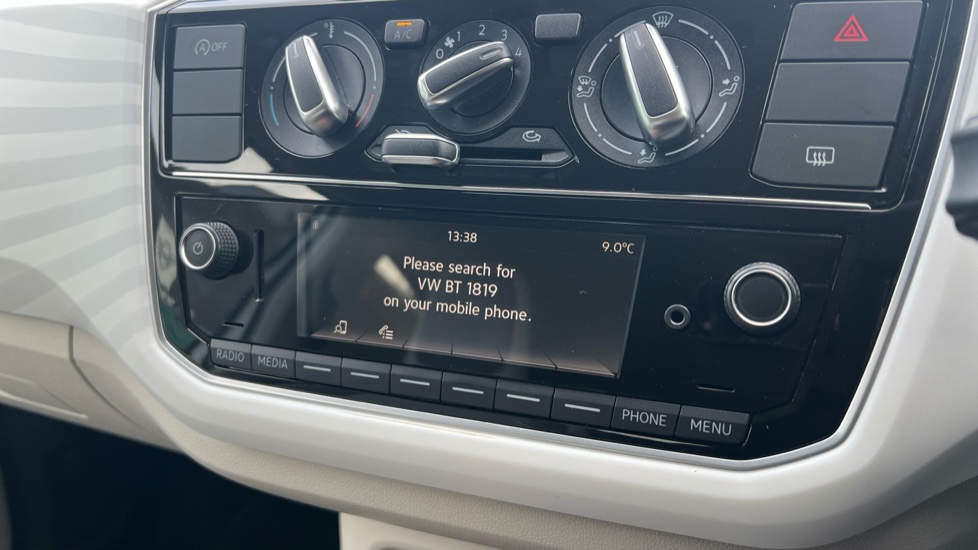 OFF
A/C
0 1 2 3 4
13:38
9.0°C
Please search for
VW BT 1819
on your mobile phone.
RADIO
MEDIA
PHONE
MENU